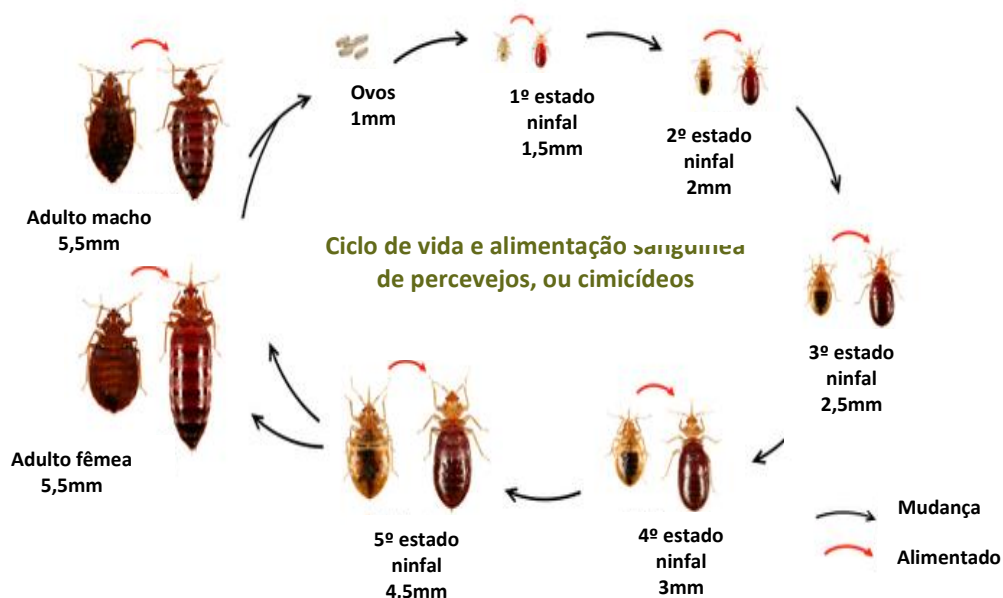 Ovos
1mm
1º estado
ninfal
1,5mm
2º estado
ninfal
2mm
Adulto macho
5,5mm
Ciclo de vida e alimentação sanguínea
de percevejos, ou cimicídeos
3º estado
ninfal
2,5mm
Adulto fêmea
5,5mm
5º estado
ninfal
4,5mm
4º estado
ninfal
3mm
Mudança
Alimentado